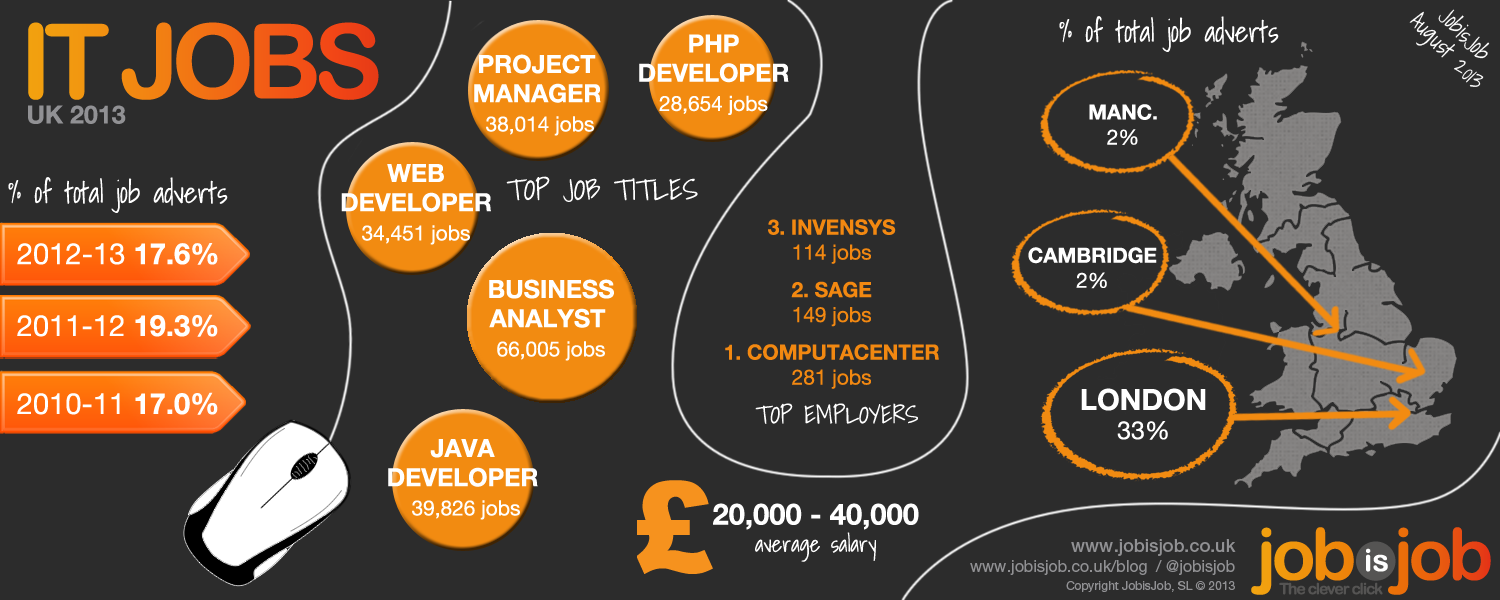 IT JOBS
UK 2013
% of total job adverts
2012-13 17.6%
2011-12 19.3%
2010-11 17.0%
PROJECT
MANAGER
38,014 jobs
PHP
DEVELOPER
28,654 jobs
WEB
DEVELOPER
34,451 jobs
TOP JOB TITLES
BUSINESS
ANALYST
66,005 jobs
JAVA
DEVELOPER
39,826 jobs
3. INVENSYS
114 jobs
2. SAGE
149 jobs
1. COMPUTACENTER
281 jobs
TOP EMPLOYERS
£ 20,000 - 40,000
average salary
% of total job adverts
JobisJob
August 2013
MANC.
2%
CAMBRIDGE
2%
LONDON
33%
www.jobisjob.co.uk
www.jobisjob.co.uk/blog / @jobisjob
Copyright JobisJob, SL © 2013
job is job
The clever click